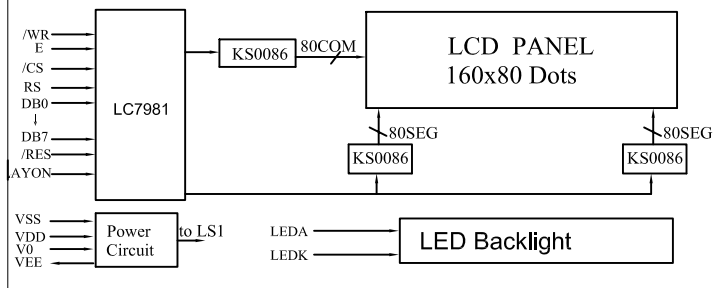 /WR
E
/CS
RS
DB0
DB7
/RES
AYON
LC7981
KS0086
80COM
LCD PANEL
160x80 Dots
80SEG
KS0086
80SEG
KS0086
VSS
VDD
V0
VEE
Power
Circuit
to LS1
LEDA
LEDK
LED Backlight